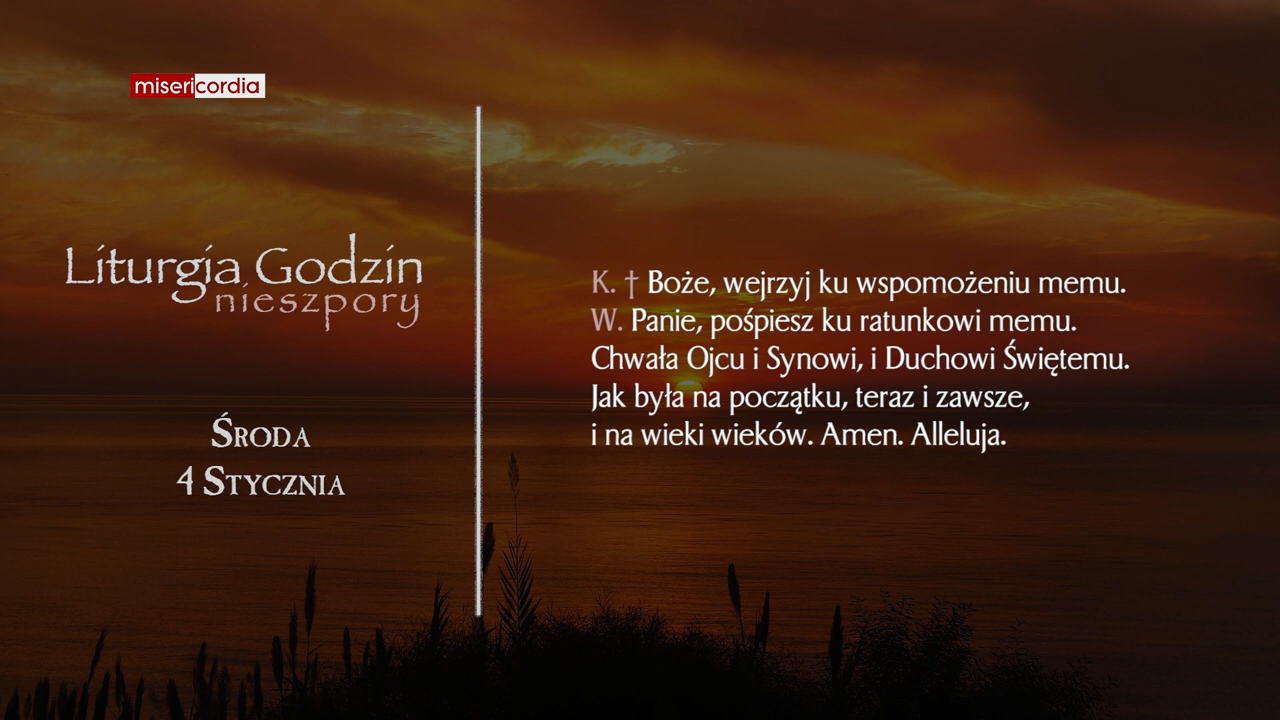 misericordia
Liturgia Godzin
nieszpory
Środa
4 Stycznia
K. † Boże, wejrzyj ku wspomożeniu memu.
W. Panie, pośpiesz ku ratunkowi memu.
Chwała Ojcu i Synowi, i Duchowi Świętemu.
Jak była na początku, teraz i zawsze,
i na wieki wieków. Amen. Alleluja.